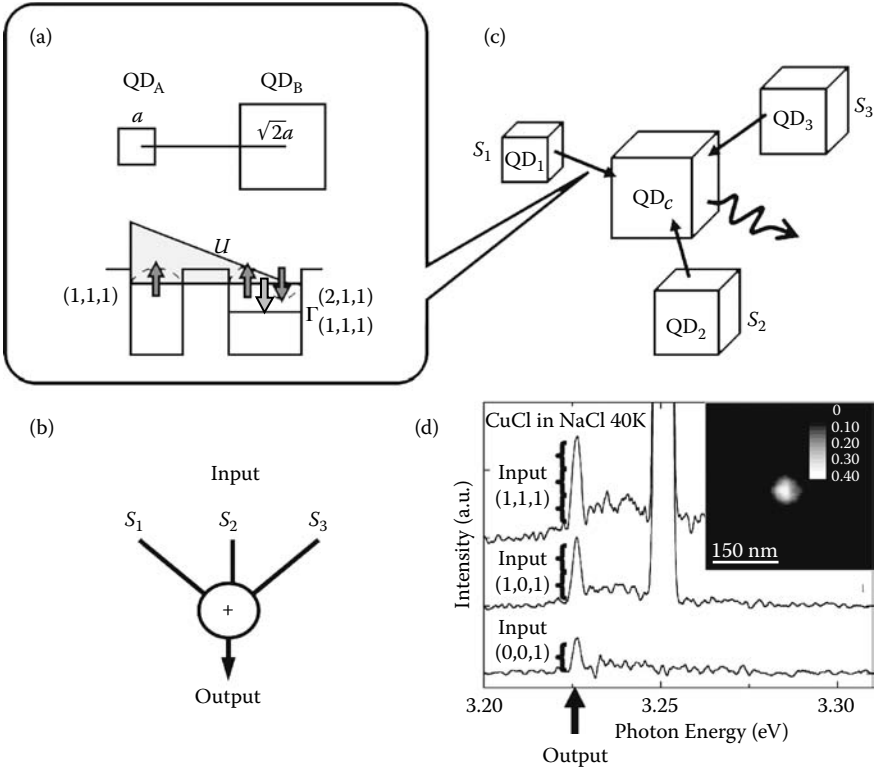 (a)
QD_A QD_B
a
√2a
U
(1,1,1)
(2,1,1)
Γ
(1,1,1)
(b)
Input
S_1 S_2 S_3
+
Output
(c)
S_1
QD_1
QD_3
S_3
QD_C
QD_2
S_2
(d)
CuCl in NaCl 40K
Input
(1,1,1)
Input
(1,0,1)
Input
(0,0,1)
0
0.10
0.20
0.30
0.40
150 nm
Intensity (a.u.)
3.20 3.25 3.30
Photon Energy (eV)
Output